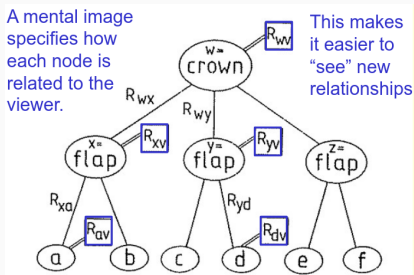 A mental image
specifies how
each node is
related to the
viewer.
This makes
it easier to
“see” new
relationships
w=
crown
Rwv
Rwx
Rwy
x=
flap
Rxv
y=
flap
Ryv
z=
flap
Rxa
Rav
Ryd
Rdv
a
b
c
d
e
f